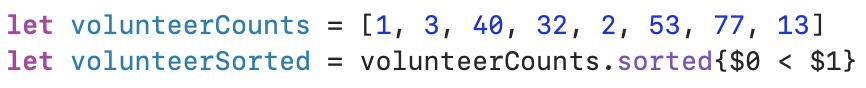 let volunteerCounts = [1, 3, 40, 32, 2, 53, 77, 13]
let volunteerSorted = volunteerCounts.sorted{$0 < $1}